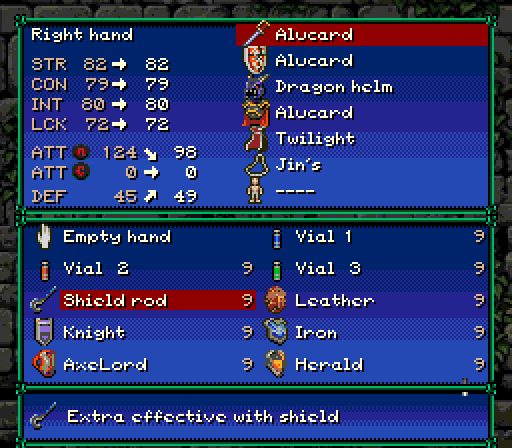 Right hand
STR 82 → 82
CON 79 → 79
INT 80 → 80
LCK 72 → 72
ATT 124 ↘ 98
ATT 0 → 0
DEF 45 ↗ 49
Alucard
Alucard
Dragon helm
Alucard
Twilight
Jin's
----
Empty hand
Vial 1 9
Vial 2 9
Vial 3 9
Shield rod 9
Leather 9
Knight 9
Iron 9
AxeLord 9
Herald 9
Extra effective with shield